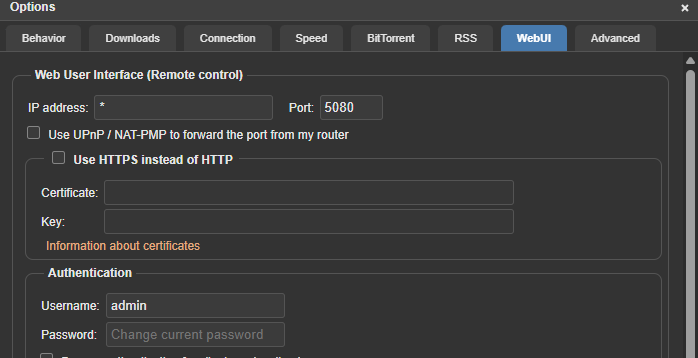 Options ×
Behavior Downloads Connection Speed BitTorrent RSS WebUI Advanced
Web User Interface (Remote control)
IP address: * Port: 5080
Use UPnP / NAT-PMP to forward the port from my router
Use HTTPS instead of HTTP
Certificate:
Key:
Information about certificates
Authentication
Username: admin
Password: Change current password